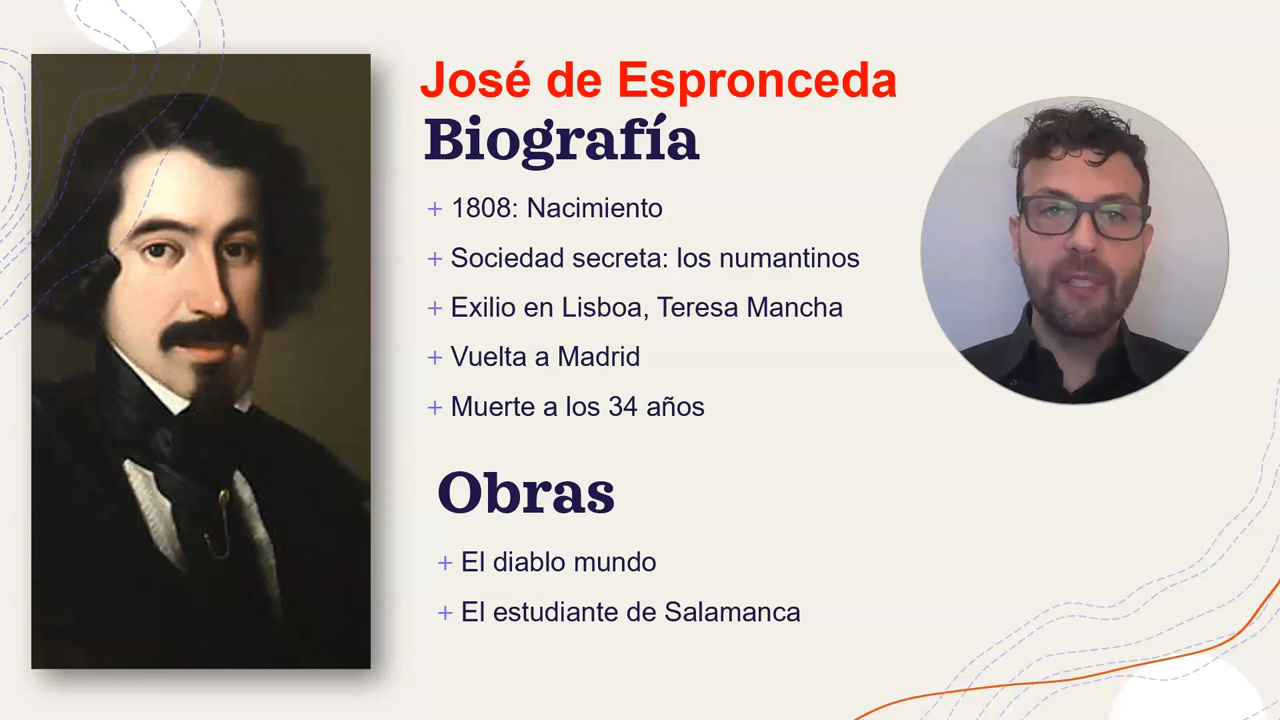 José de Espronceda
Biografía
+ 1808: Nacimiento
+ Sociedad secreta: los numantinos
+ Exilio en Lisboa, Teresa Mancha
+ Vuelta a Madrid
+ Muerte a los 34 años
Obras
+ El diablo mundo
+ El estudiante de Salamanca